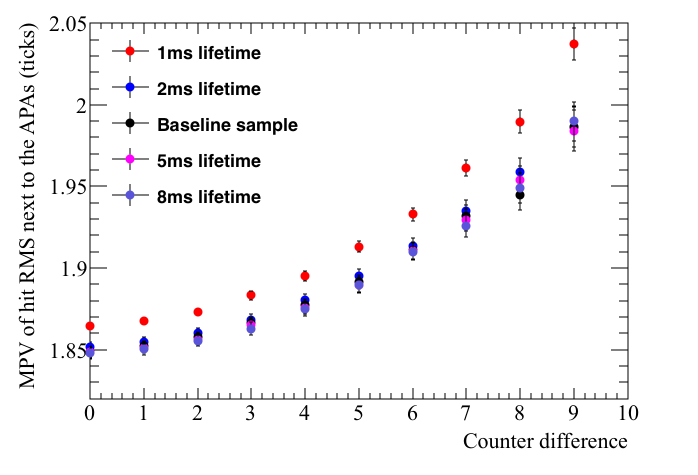 2.05
2
1.95
1.9
1.85
MPV of hit RMS next to the APAs (ticks)
1ms lifetime
2ms lifetime
Baseline sample
5ms lifetime
8ms lifetime
0 1 2 3 4 5 6 7 8 9 10
Counter difference